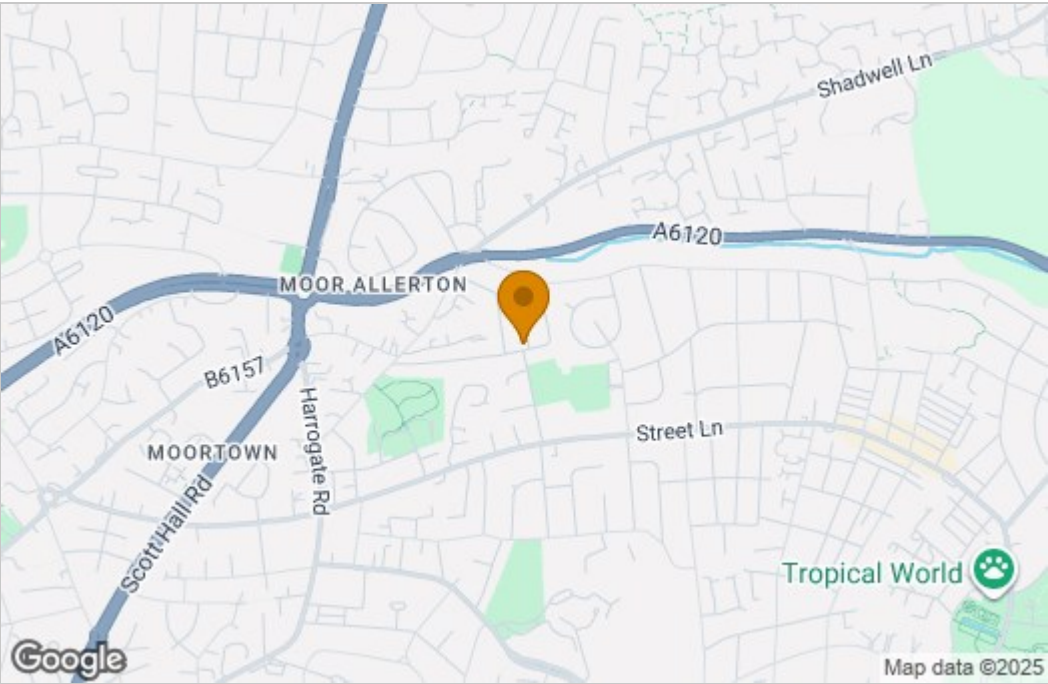 Shadwell Ln
A6120
MOOR ALLERTON
A6120
B6157
Harrogate Rd
Street Ln
MOORTOWN
Scott Hall Rd
Tropical World
Google
Map data ©2025